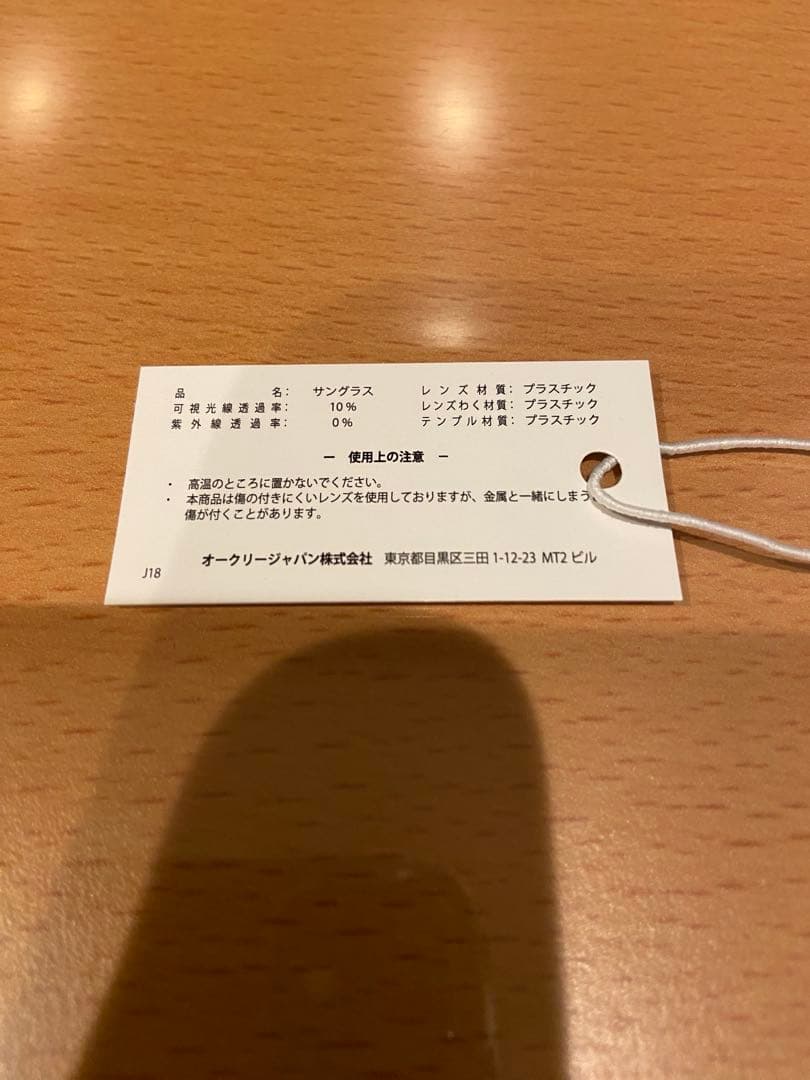 品名： サングラス レンズ材質： プラスチック
可視光線透過率： 10% レンズわく材質： プラスチック
紫外線透過率： 0% テンプル材質： プラスチック
ー 使用上の注意 ー
・ 高温のところに置かないでください。
・ 本商品は傷の付きにくいレンズを使用しておりますが、金属と一緒にしまう
傷が付くことがあります。
J18 オークリージャパン株式会社 東京都目黒区三田1-12-23 MT2ビル